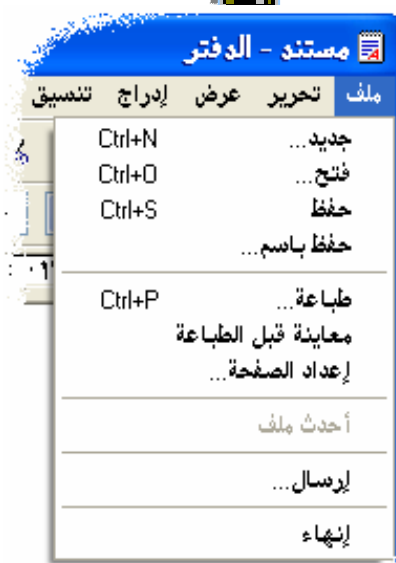 مستند - الدفتر
ملف تحرير عرض إدراج تنسيق
جديد... Ctrl+N
فتح... Ctrl+O
حفظ Ctrl+S
حفظ باسم...
طباعة... Ctrl+P
معاينة قبل الطباعة
إعداد الصفحة...
أحدث ملف
إرسال...
إنهاء